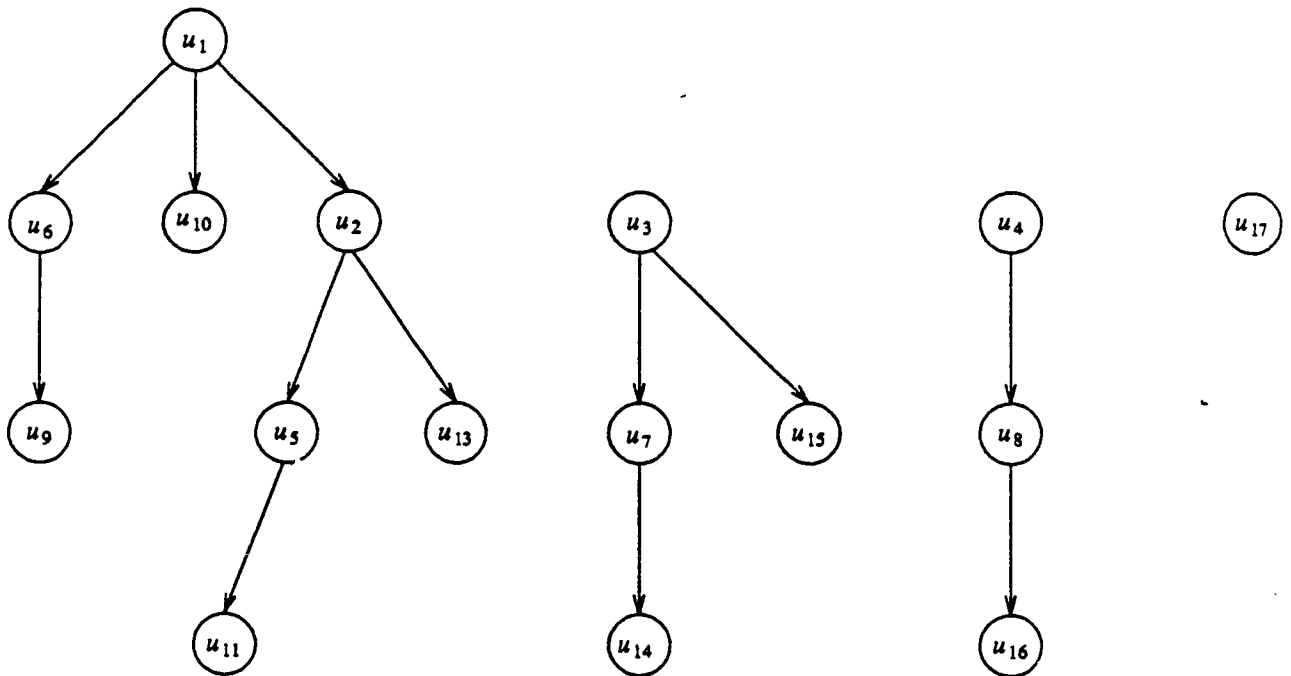 u₁
u₆ u₁₀ u₂ u₃ u₄ u₁₇
u₉ u₅ u₁₃ u₇ u₁₅ u₈
u₁₁ u₁₄ u₁₆